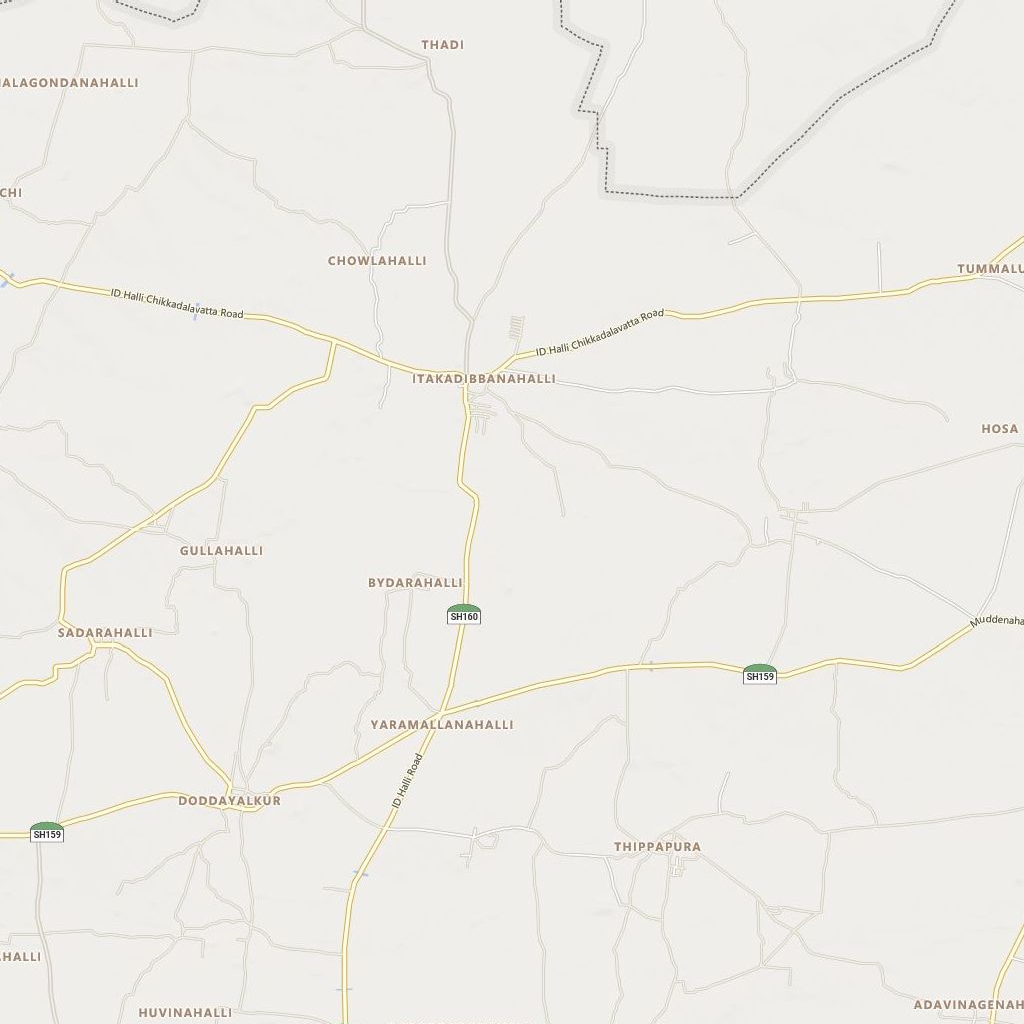 THADI
ALAGONDANAHALLI
CHI
CHOWLAHALLI
TUMMALU
ID Halli Chikkadalavatta Road
ID Halli Chikkadalavatta Road
ITAKADIBBANAHALLI
HOSA
GULLAHALLI
BYDARAHALLI
SH160
Muddenaha
SADARAHALLI
SH159
YARAMALLANAHALLI
ID Halli Road
DODDAYALKUR
SH159
THIPPAPURA
HALLI
ADAVINAGENAH
HUVINAHALLI